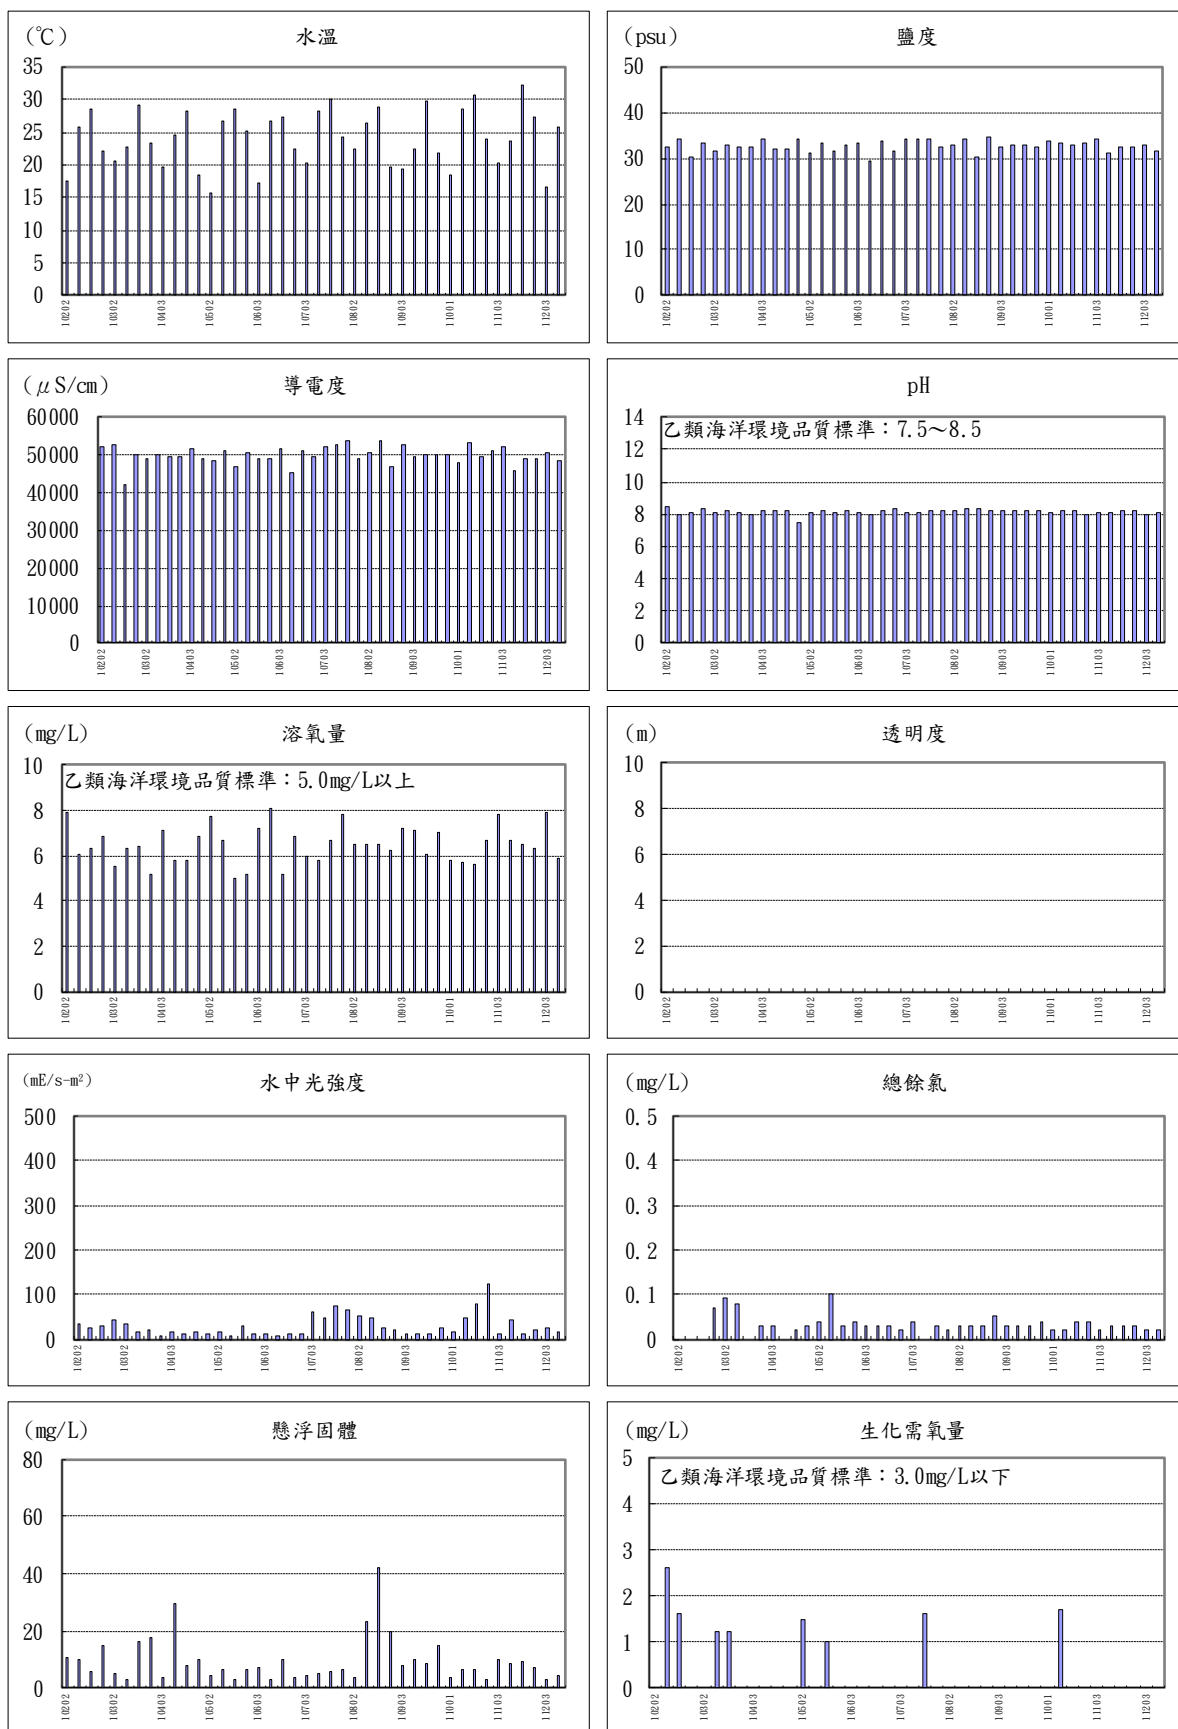 (℃) 水溫
35
30
25
20
15
10
5
0
10202 10302 10403 10502 10603 10703 10802 10903 11001 11103 11203
(psu) 鹽度
50
40
30
20
10
0
10202 10302 10403 10502 10603 10703 10802 10903 11001 11103 11203
(μS/cm) 導電度
60000
50000
40000
30000
20000
10000
0
10202 10302 10403 10502 10603 10703 10802 10903 11001 11103 11203
pH
乙類海洋環境品質標準：7.5～8.5
14
12
10
8
6
4
2
0
10202 10302 10403 10502 10603 10703 10802 10903 11001 11103 11203
(mg/L) 溶氧量
乙類海洋環境品質標準：5.0mg/L以上
10
8
6
4
2
0
10202 10302 10403 10502 10603 10703 10802 10903 11001 11103 11203
(m) 透明度
10
8
6
4
2
0
10202 10302 10403 10502 10603 10703 10802 10903 11001 11103 11203
(mE/s-m²) 水中光強度
500
400
300
200
100
0
10202 10302 10403 10502 10603 10703 10802 10903 11001 11103 11203
(mg/L) 總餘氯
0.5
0.4
0.3
0.2
0.1
0
10202 10302 10403 10502 10603 10703 10802 10903 11001 11103 11203
(mg/L) 懸浮固體
80
60
40
20
0
10202 10302 10403 10502 10603 10703 10802 10903 11001 11103 11203
(mg/L) 生化需氧量
乙類海洋環境品質標準：3.0mg/L以下
5
4
3
2
1
0
10202 10302 10403 10502 10603 10703 10802 10903 11001 11103 11203